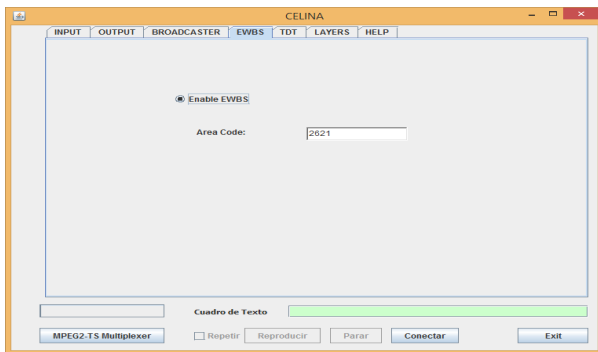 CELINA
INPUT OUTPUT BROADCASTER EWBS TDT LAYERS HELP
Enable EWBS
Area Code: 2621
Cuadro de Texto
MPEG2-TS Multiplexer Repetir Reproducir Parar Conectar Exit